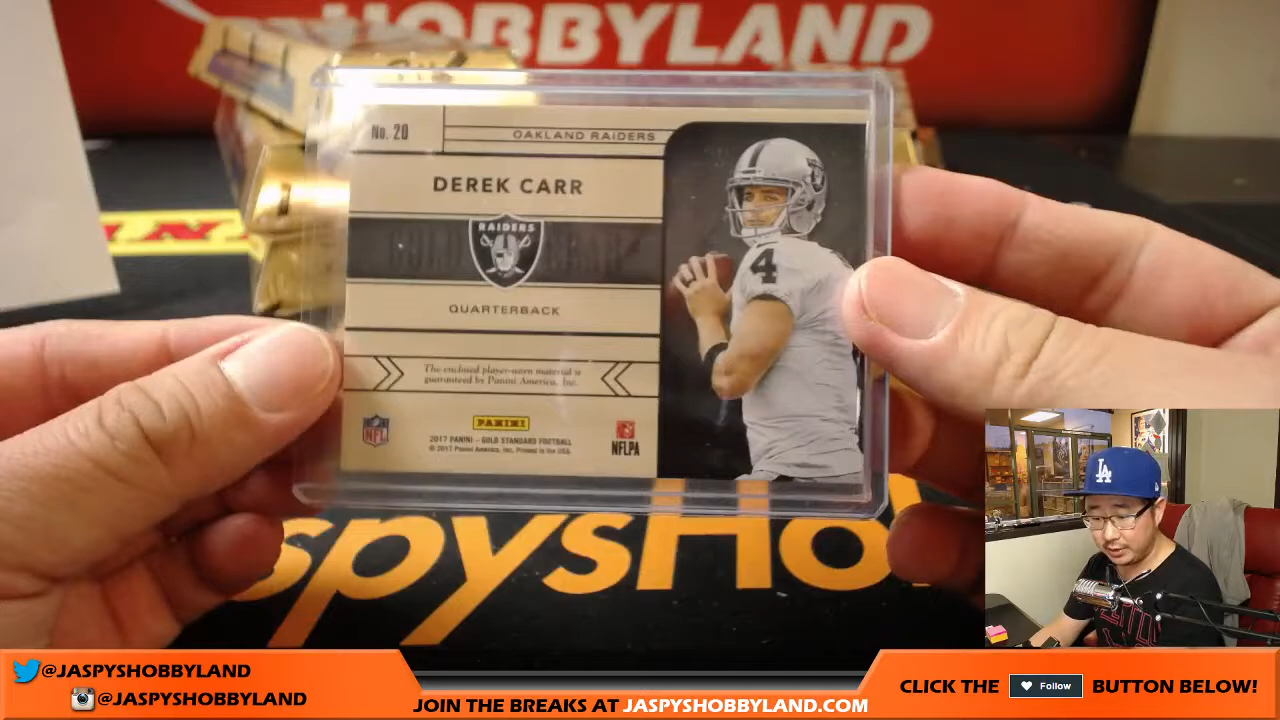 HOBBYLAND
No. 20
OAKLAND RAIDERS
DEREK CARR
RAIDERS
QUARTERBACK
The enclosed player-worn material is
guaranteed by Panini America, Inc.
NFL
PANINI
2017 PANINI – GOLD STANDARD FOOTBALL
© 2017 Panini America, Inc. Printed in the USA.
NFLPA
4
spysHo
LA
@JASPYSHOBBYLAND
@JASPYSHOBBYLAND
JOIN THE BREAKS AT JASPYSHOBBYLAND.COM
CLICK THE Follow BUTTON BELOW!